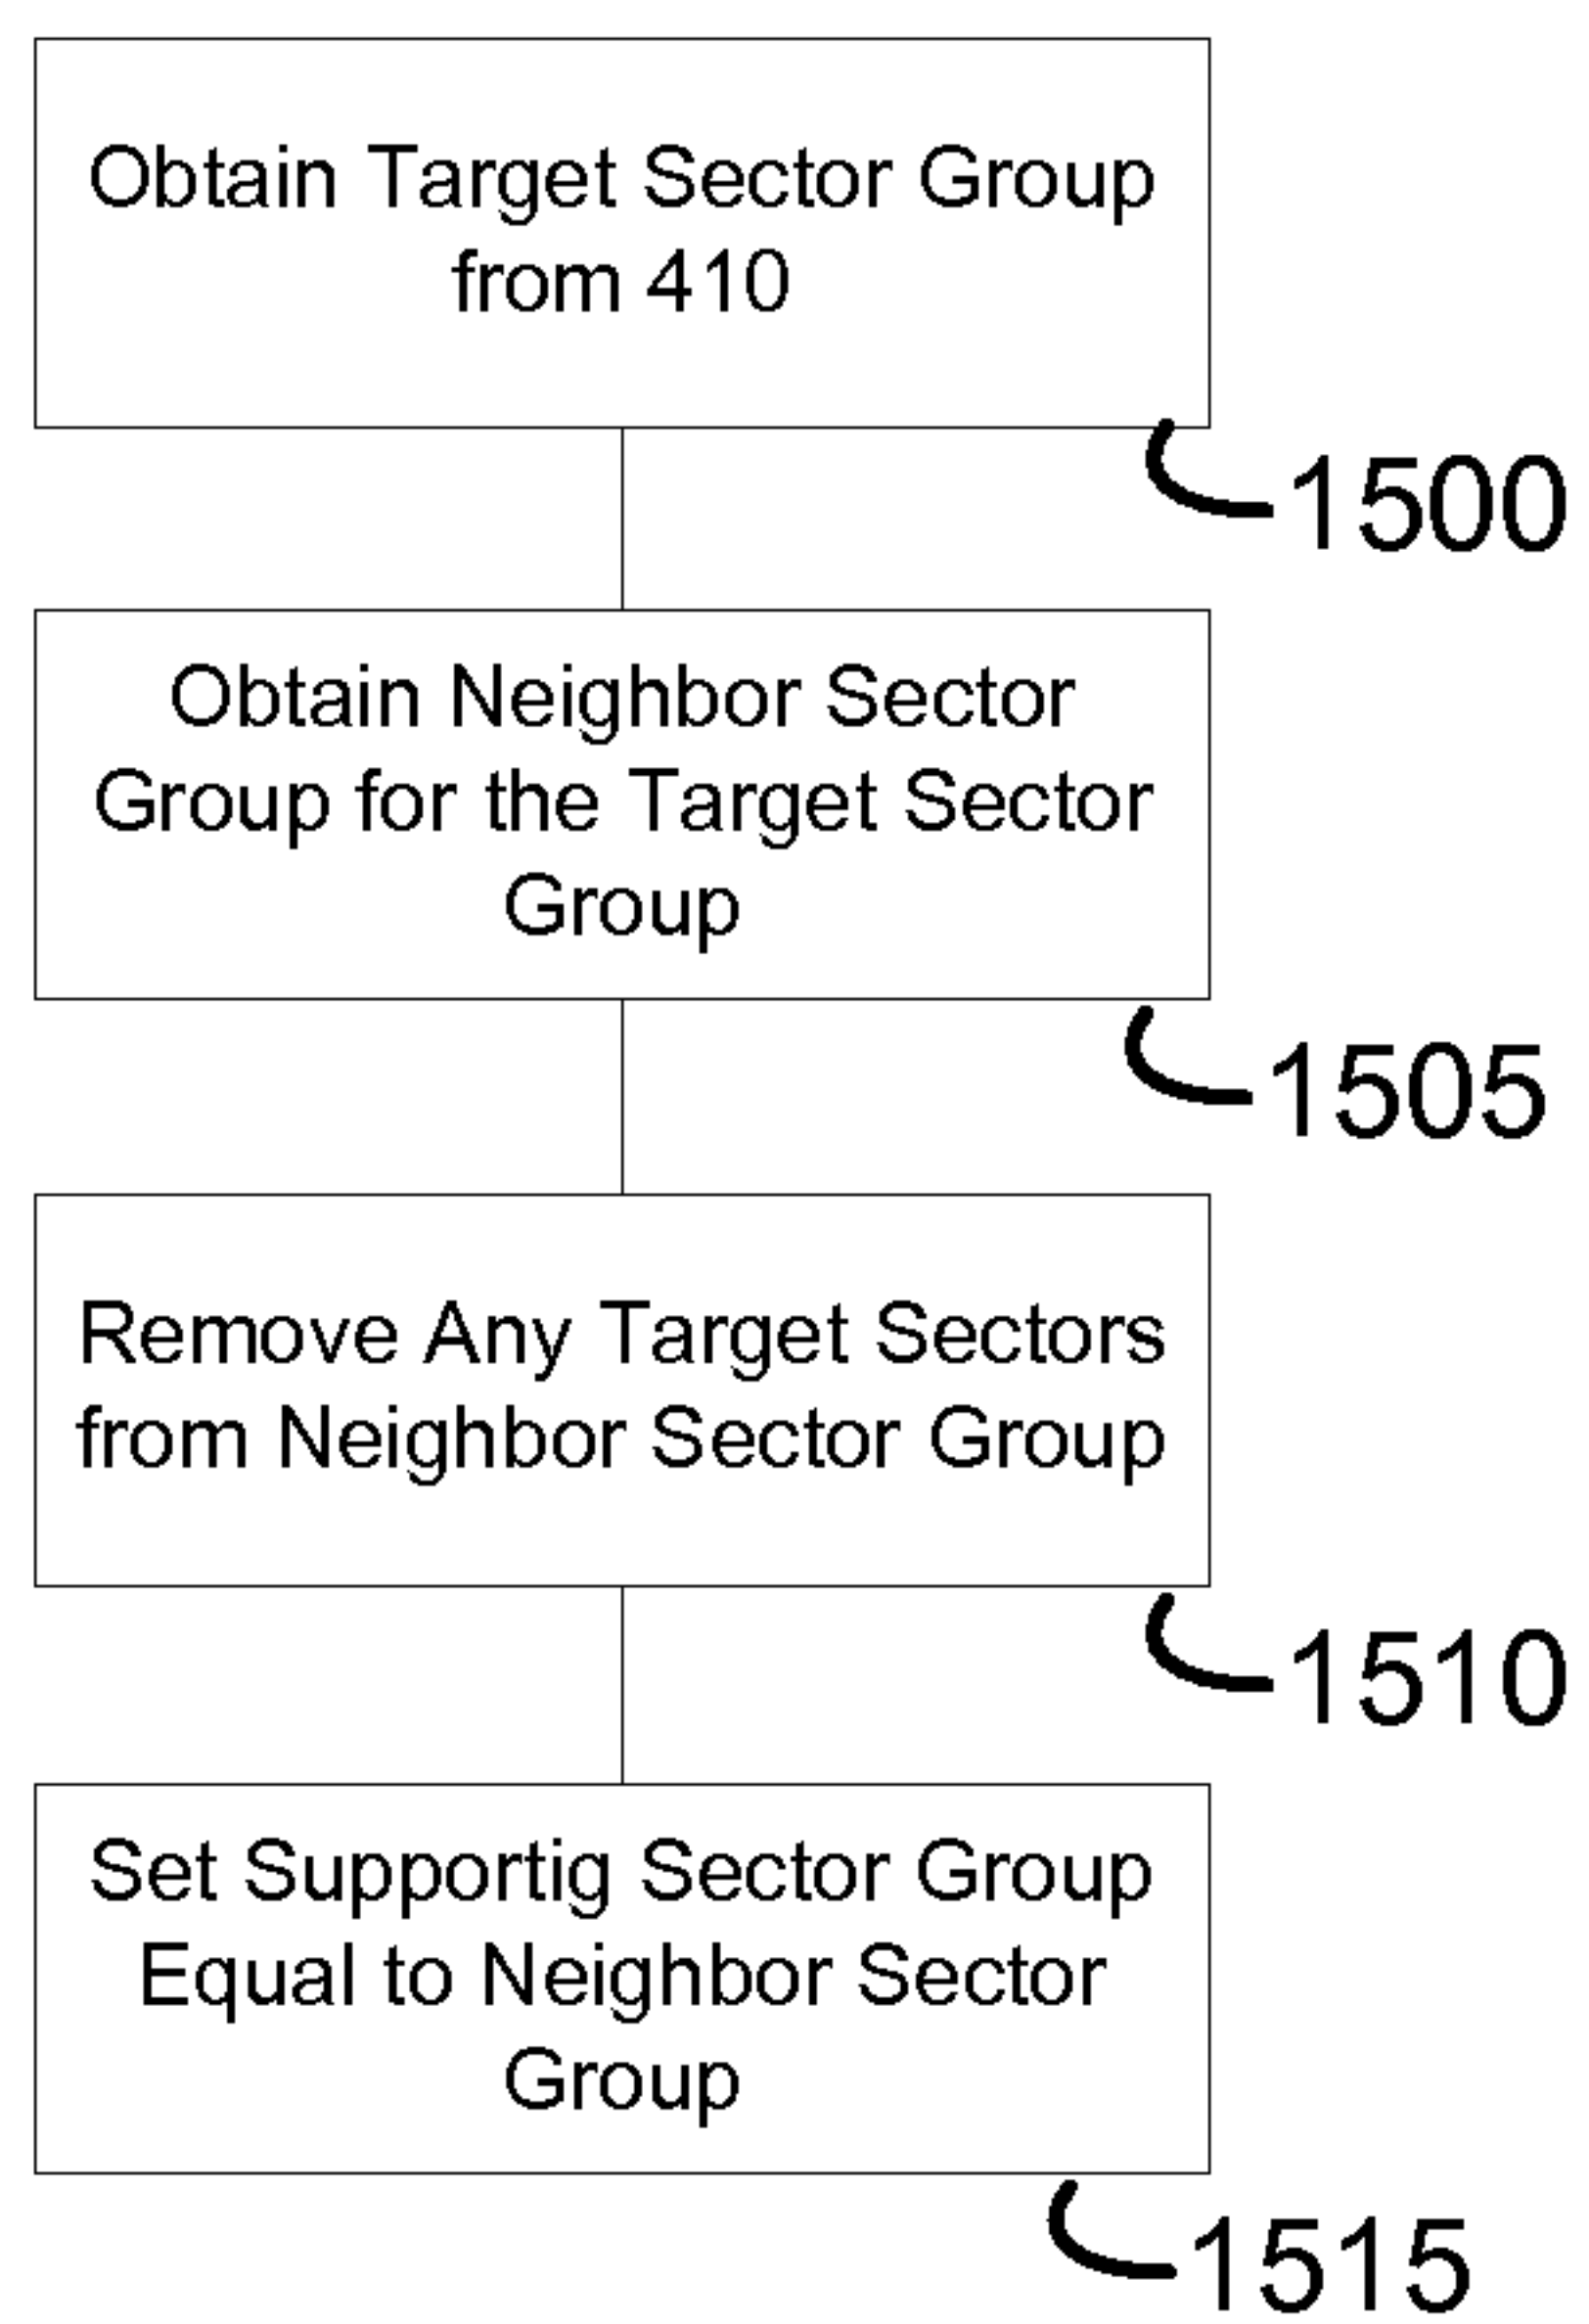 Obtain Target Sector Group
from 410
1500
Obtain Neighbor Sector
Group for the Target Sector
Group
1505
Remove Any Target Sectors
from Neighbor Sector Group
1510
Set Supportig Sector Group
Equal to Neighbor Sector
Group
1515